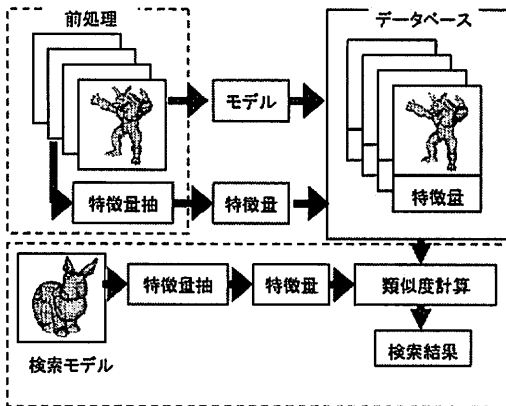 前処理
データベース
モデル
特徴量抽
特徴量
特徴量
特徴量抽
特徴量
類似度計算
検索モデル
検索結果